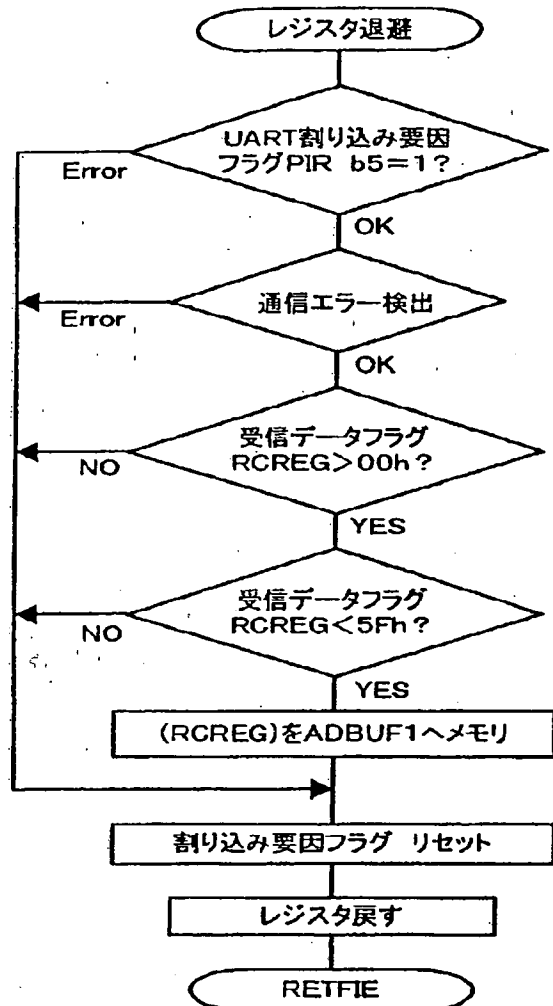 レジスタ退避
UART割り込み要因
フラグPIR b5=1?
Error
OK
通信エラー検出
Error
OK
受信データフラグ
RCREG>00h?
NO
YES
受信データフラグ
RCREG<5Fh?
NO
YES
(RCREG)をADBUF1へメモリ
割り込み要因フラグ リセット
レジスタ戻す
RETFIE